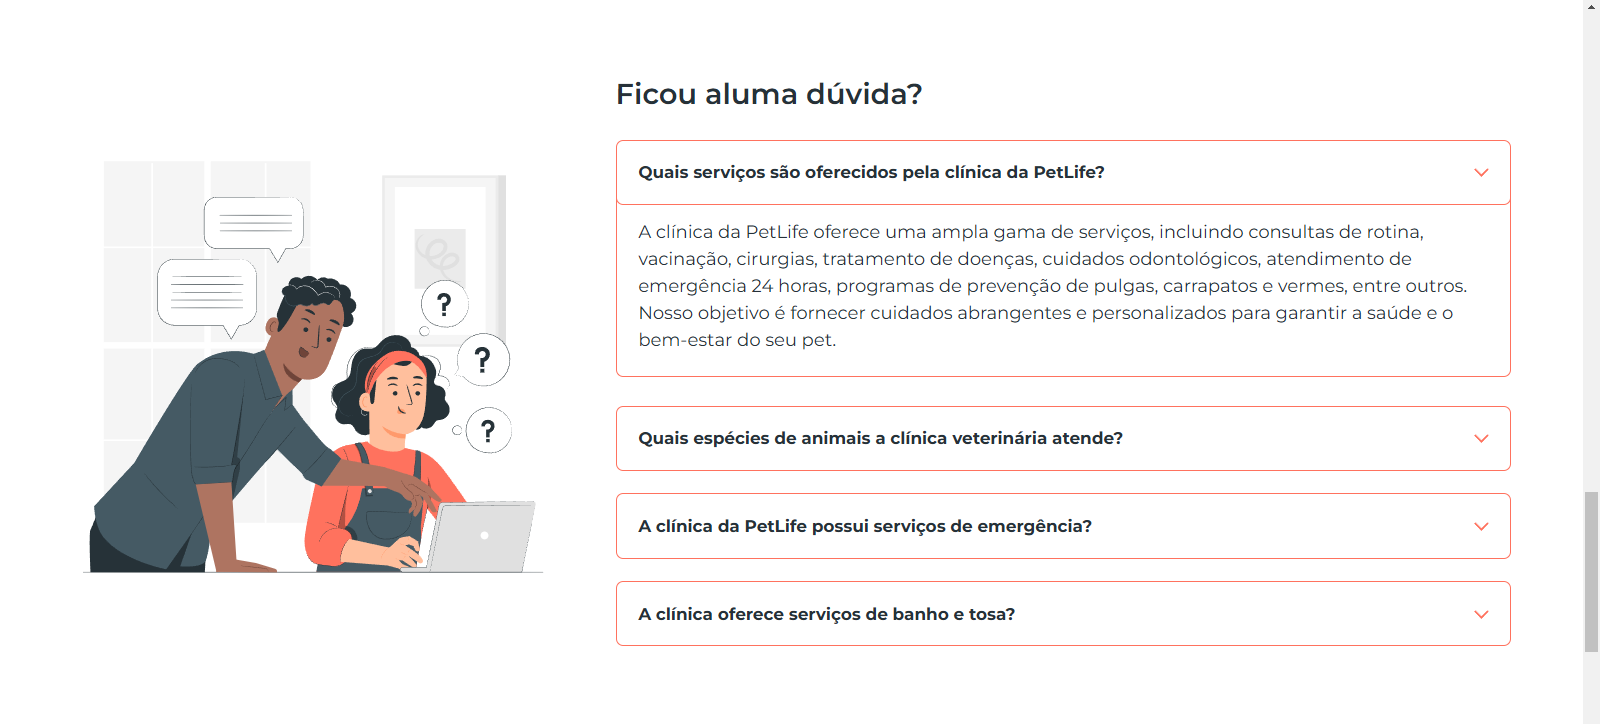 Ficou aluma dúvida?
Quais serviços são oferecidos pela clínica da PetLife?
A clínica da PetLife oferece uma ampla gama de serviços, incluindo consultas de rotina,
vacinação, cirurgias, tratamento de doenças, cuidados odontológicos, atendimento de
emergência 24 horas, programas de prevenção de pulgas, carrapatos e vermes, entre outros.
Nosso objetivo é fornecer cuidados abrangentes e personalizados para garantir a saúde e o
bem-estar do seu pet.
Quais espécies de animais a clínica veterinária atende?
A clínica da PetLife possui serviços de emergência?
A clínica oferece serviços de banho e tosa?
?
?
?